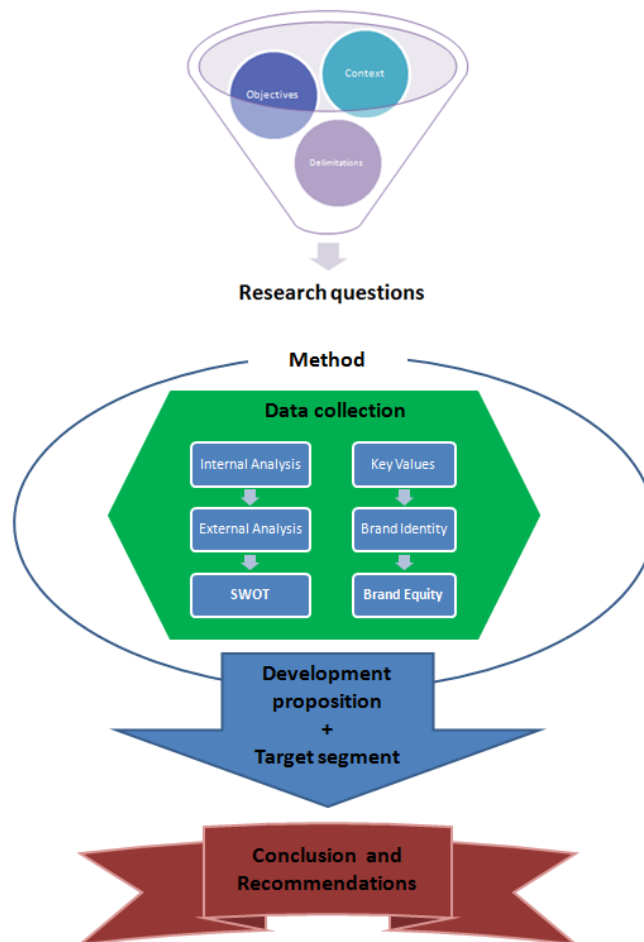 Context
Objectives
Delimitations
Research questions
Method
Data collection
Internal Analysis
Key Values
External Analysis
Brand Identity
SWOT
Brand Equity
Development
proposition
+
Target segment
Conclusion and
Recommendations